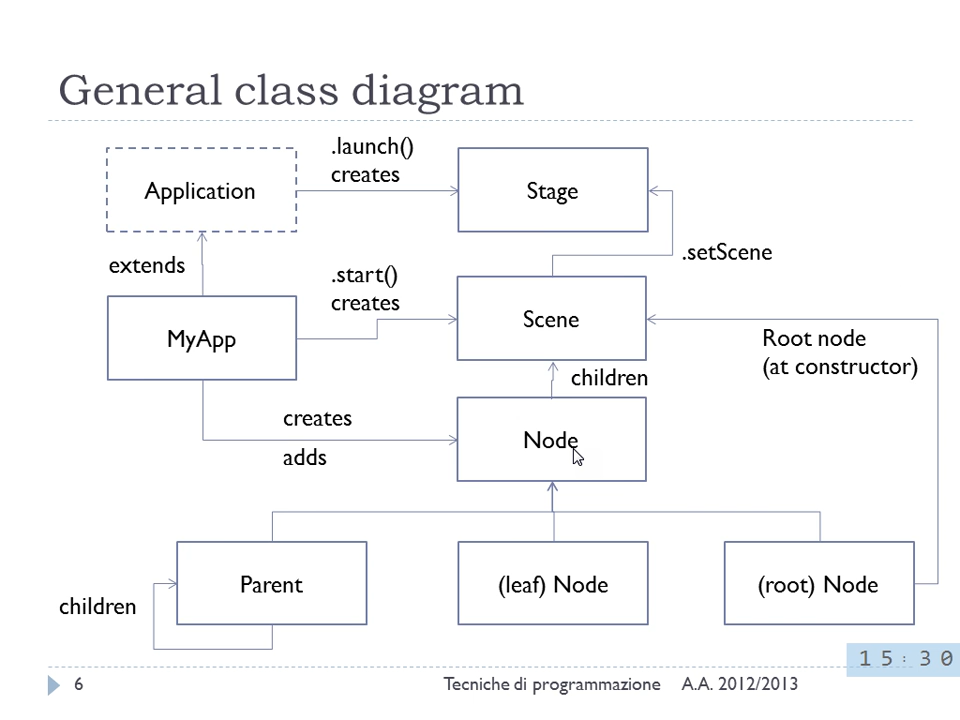 General class diagram
.launch()
creates
Application
Stage
extends
.setScene
.start()
creates
MyApp
Scene
Root node
(at constructor)
children
creates
Node
adds
Parent
(leaf) Node
(root) Node
children
15:30
6
Tecniche di programmazione
A.A. 2012/2013